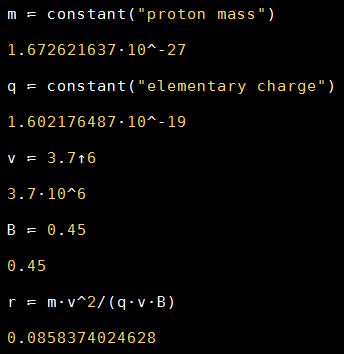 m ≔ constant("proton mass")
1.672621637·10^-27
q ≔ constant("elementary charge")
1.602176487·10^-19
v ≔ 3.7↑6
3.7·10^6
B ≔ 0.45
0.45
r ≔ m·v^2/(q·v·B)
0.0858374024628